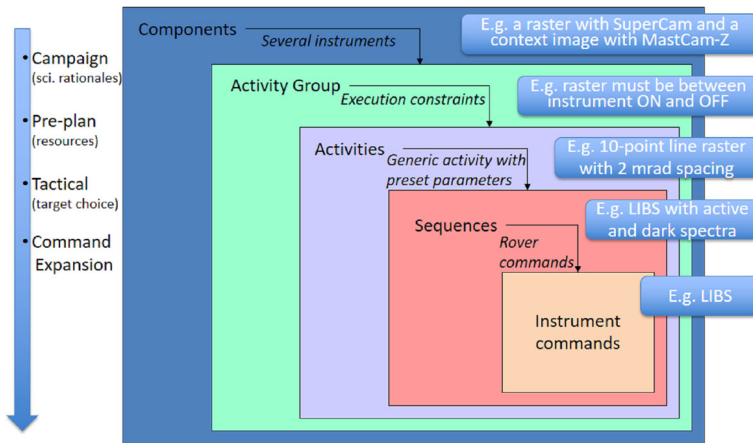 • Campaign
(sci. rationales)
• Pre-plan
(resources)
• Tactical
(target choice)
• Command
Expansion
Components
Several instruments
E.g. a raster with SuperCam and a
context image with MastCam-Z
Activity Group
Execution constraints
E.g. raster must be between
instrument ON and OFF
Activities
Generic activity with
preset parameters
E.g. 10-point line raster
with 2 mrad spacing
Sequences
Rover
commands
E.g. LIBS with active
and dark spectra
Instrument
commands
E.g. LIBS